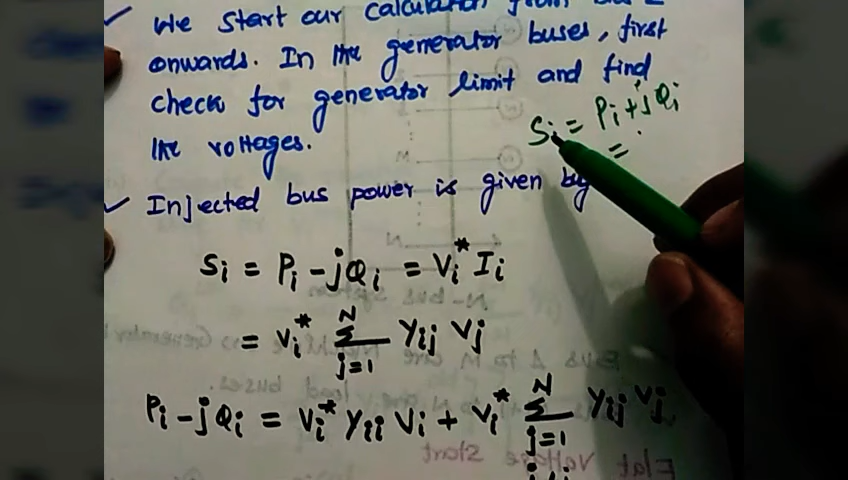 We start our calculation from bus 2
onwards. In the generator buses, first
check for generator limit and find
the voltages.
Si = Pi + jQi
=
Injected bus power is given by
Si = Pi - jQi = Vi* Ii
= Vi* Σ_{j=1}^{N} Yij Vj
Pi - jQi = Vi* Yii Vi + Vi* Σ_{j=1}^{N} Yij Vj